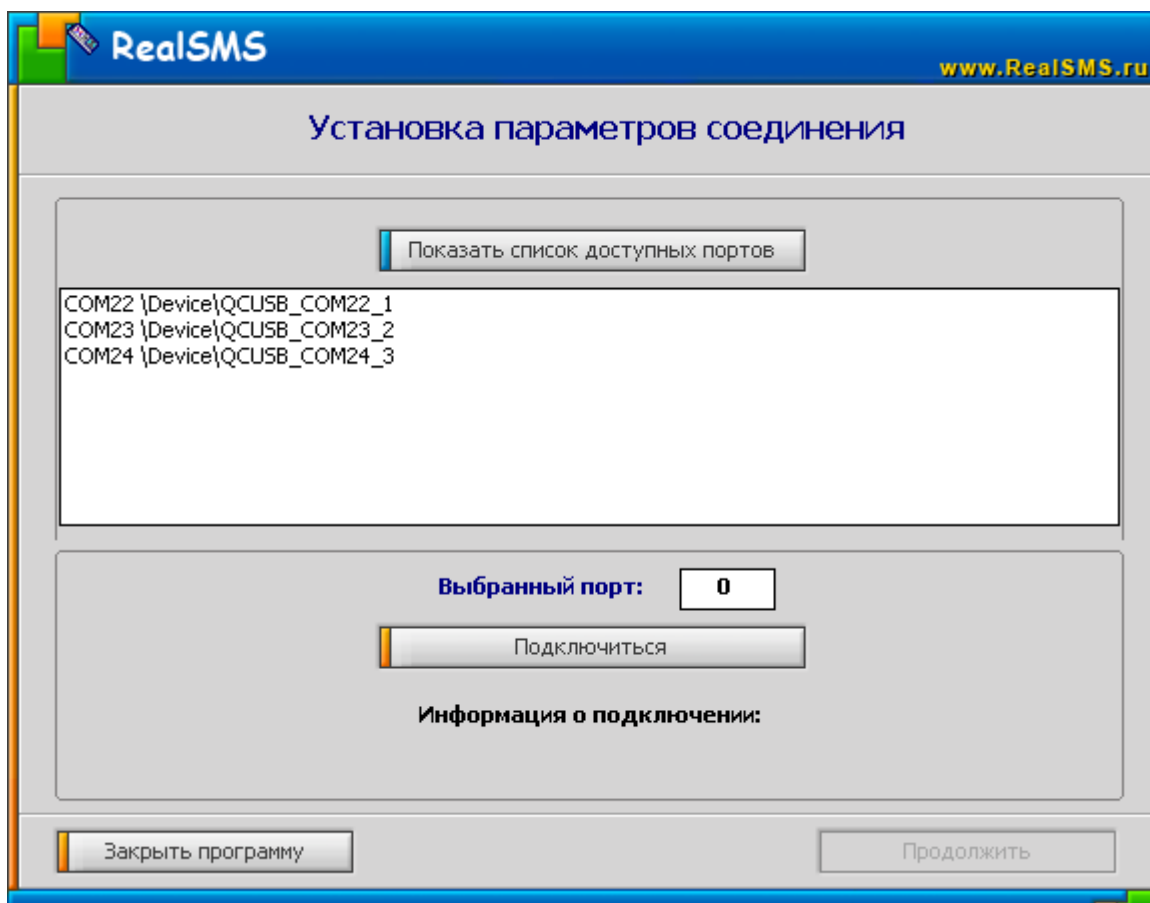 RealSMS
www.RealSMS.ru
Установка параметров соединения
Показать список доступных портов
COM22 \Device\QCUSB_COM22_1
COM23 \Device\QCUSB_COM23_2
COM24 \Device\QCUSB_COM24_3
Выбранный порт: 0
Подключиться
Информация о подключении:
Закрыть программу Продолжить